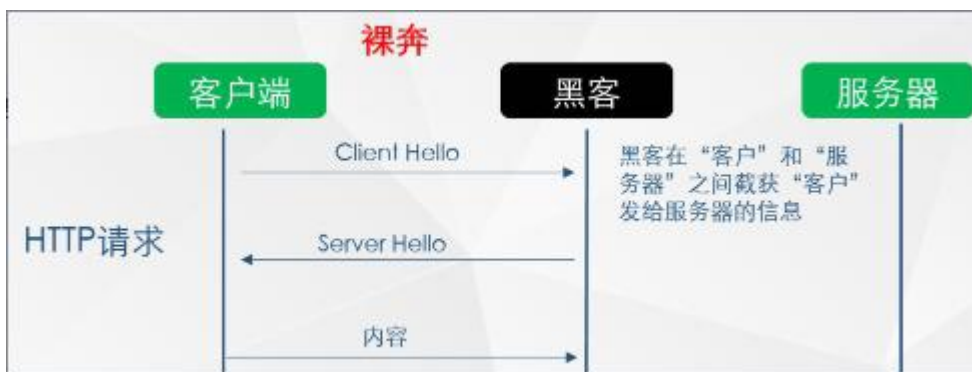 裸奔
客户端
黑客
服务器
Client Hello
黑客在“客户”和“服
务器”之间截获“客户”
发给服务器的信息
HTTP请求
Server Hello
内容